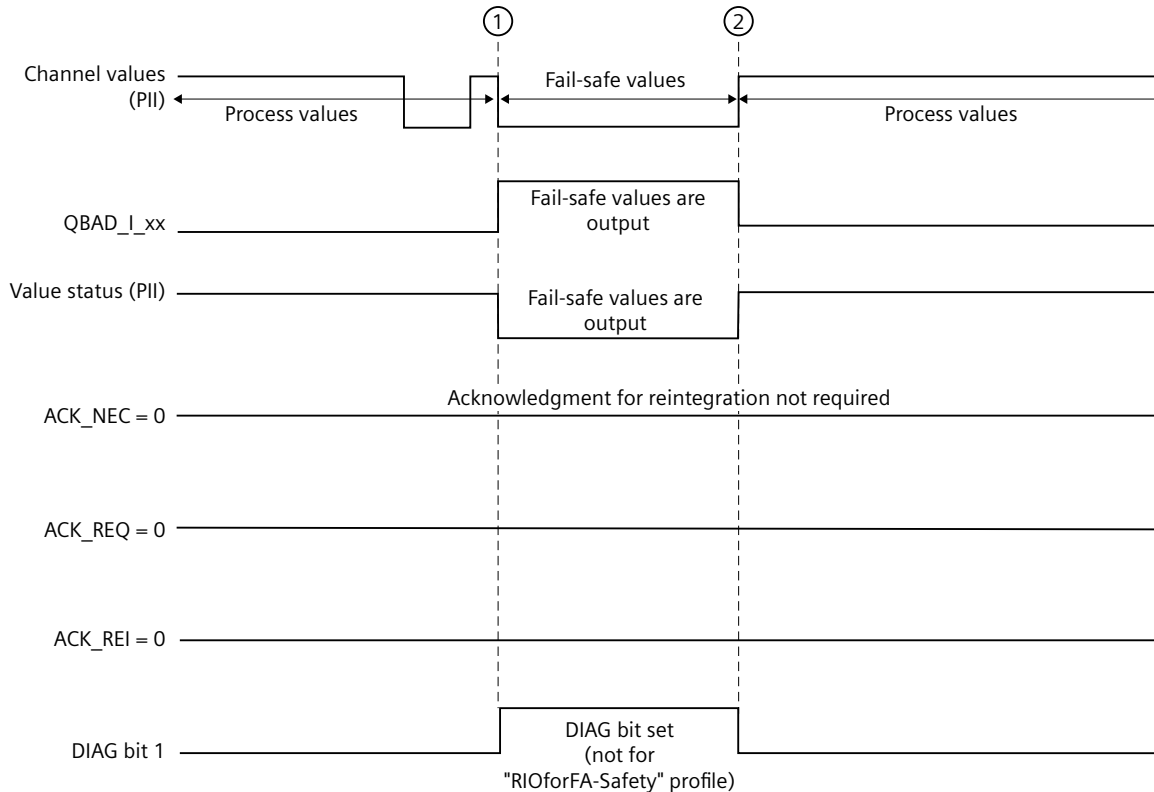 ① ②
Channel values
(PII)
Fail-safe values
Process values
Process values
QBAD_I_xx
Fail-safe values are
output
Value status (PII)
Fail-safe values are
output
ACK_NEC = 0
Acknowledgment for reintegration not required
ACK_REQ = 0
ACK_REI = 0
DIAG bit 1
DIAG bit set
(not for
"RIOforFA-Safety" profile)